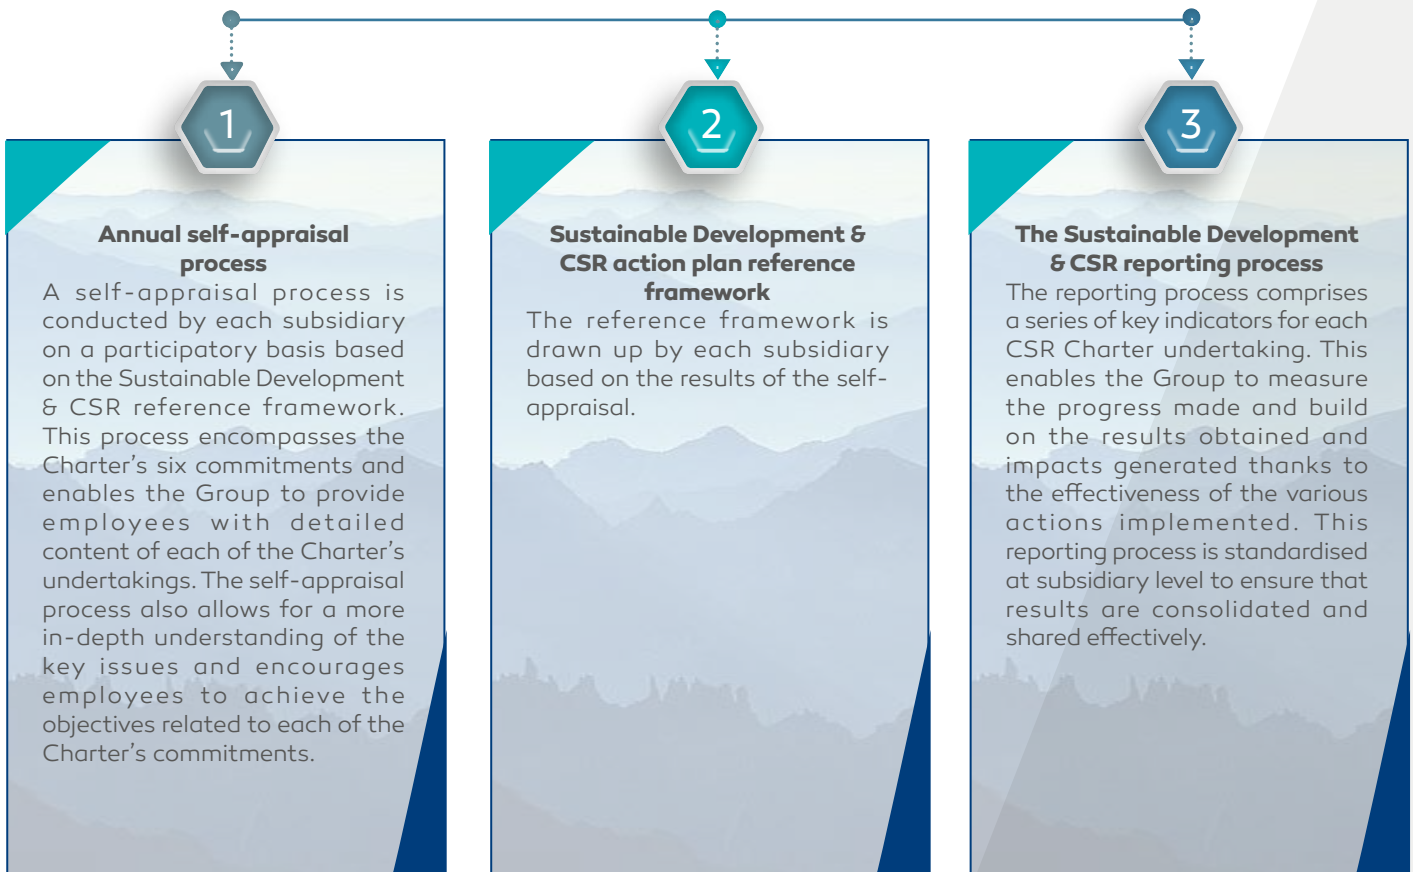 1
Annual self-appraisal
process
A self-appraisal process is
conducted by each subsidiary
on a participatory basis based
on the Sustainable Development
& CSR reference framework.
This process encompasses the
Charter’s six commitments and
enables the Group to provide
employees with detailed
content of each of the Charter’s
undertakings. The self-appraisal
process also allows for a more
in-depth understanding of the
key issues and encourages
employees to achieve the
objectives related to each of the
Charter’s commitments.
2
Sustainable Development &
CSR action plan reference
framework
The reference framework is
drawn up by each subsidiary
based on the results of the self-
appraisal.
3
The Sustainable Development
& CSR reporting process
The reporting process comprises
a series of key indicators for each
CSR Charter undertaking. This
enables the Group to measure
the progress made and build
on the results obtained and
impacts generated thanks to
the effectiveness of the various
actions implemented. This
reporting process is standardised
at subsidiary level to ensure that
results are consolidated and
shared effectively.